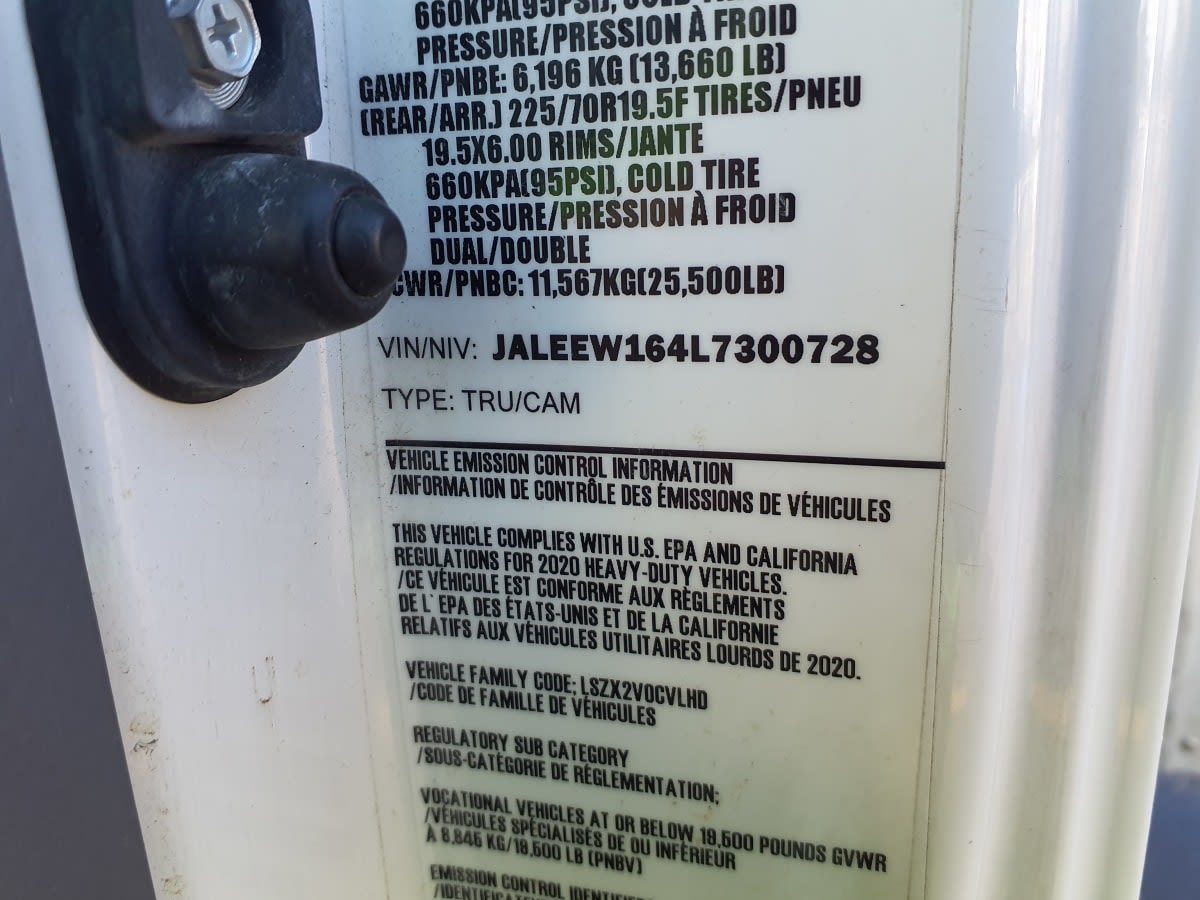 660KPA(95PSI), COLD TIRE
PRESSURE/PRESSION À FROID
GAWR/PNBE: 6,196 KG (13,660 LB)
(REAR/ARR.) 225/70R19.5F TIRES/PNEU
19.5X6.00 RIMS/JANTE
660KPA(95PSI), COLD TIRE
PRESSURE/PRESSION À FROID
DUAL/DOUBLE
CWR/PNBC: 11,567KG(25,500LB)
VIN/NIV: JALEEW164L7300728
TYPE: TRU/CAM
VEHICLE EMISSION CONTROL INFORMATION
/INFORMATION DE CONTRÔLE DES ÉMISSIONS DE VÉHICULES
THIS VEHICLE COMPLIES WITH U.S. EPA AND CALIFORNIA
REGULATIONS FOR 2020 HEAVY-DUTY VEHICLES.
/CE VÉHICULE EST CONFORME AUX RÈGLEMENTS
DE L'EPA DES ÉTATS-UNIS ET DE LA CALIFORNIE
RELATIFS AUX VÉHICULES UTILITAIRES LOURDS DE 2020.
VEHICLE FAMILY CODE: LSZX2VOCVLHD
/CODE DE FAMILLE DE VÉHICULES
REGULATORY SUB CATEGORY
/SOUS-CATÉGORIE DE RÉGLEMENTATION:
VOCATIONAL VEHICLES AT OR BELOW 19,500 POUNDS GVWR
/VÉHICULES SPÉCIALISÉS DE OU INFÉRIEUR
À 8,845 KG/19,500 LB (PNBV)
EMISSION CONTROL